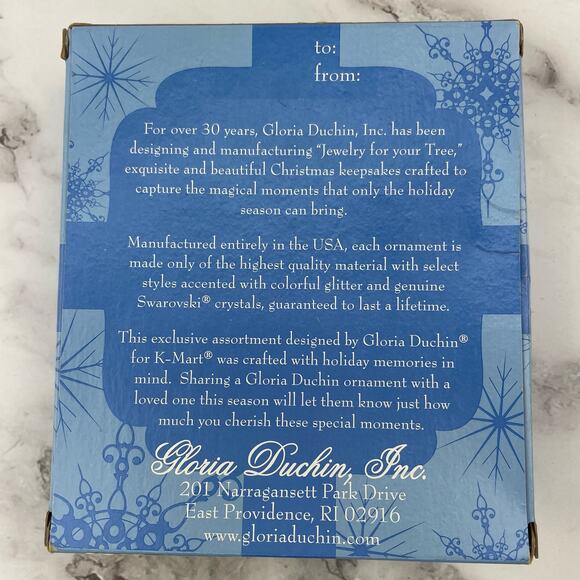 to:
from:
For over 30 years, Gloria Duchin, Inc. has been
designing and manufacturing “Jewelry for your Tree,”
exquisite and beautiful Christmas keepsakes crafted to
capture the magical moments that only the holiday
season can bring.
Manufactured entirely in the USA, each ornament is
made only of the highest quality material with select
styles accented with colorful glitter and genuine
Swarovski® crystals, guaranteed to last a lifetime.
This exclusive assortment designed by Gloria Duchin®
for K-Mart® was crafted with holiday memories in
mind. Sharing a Gloria Duchin ornament with a
loved one this season will let them know just how
much you cherish these special moments.
Gloria Duchin, Inc.
201 Narragansett Park Drive
East Providence, RI 02916
www.gloriaduchin.com